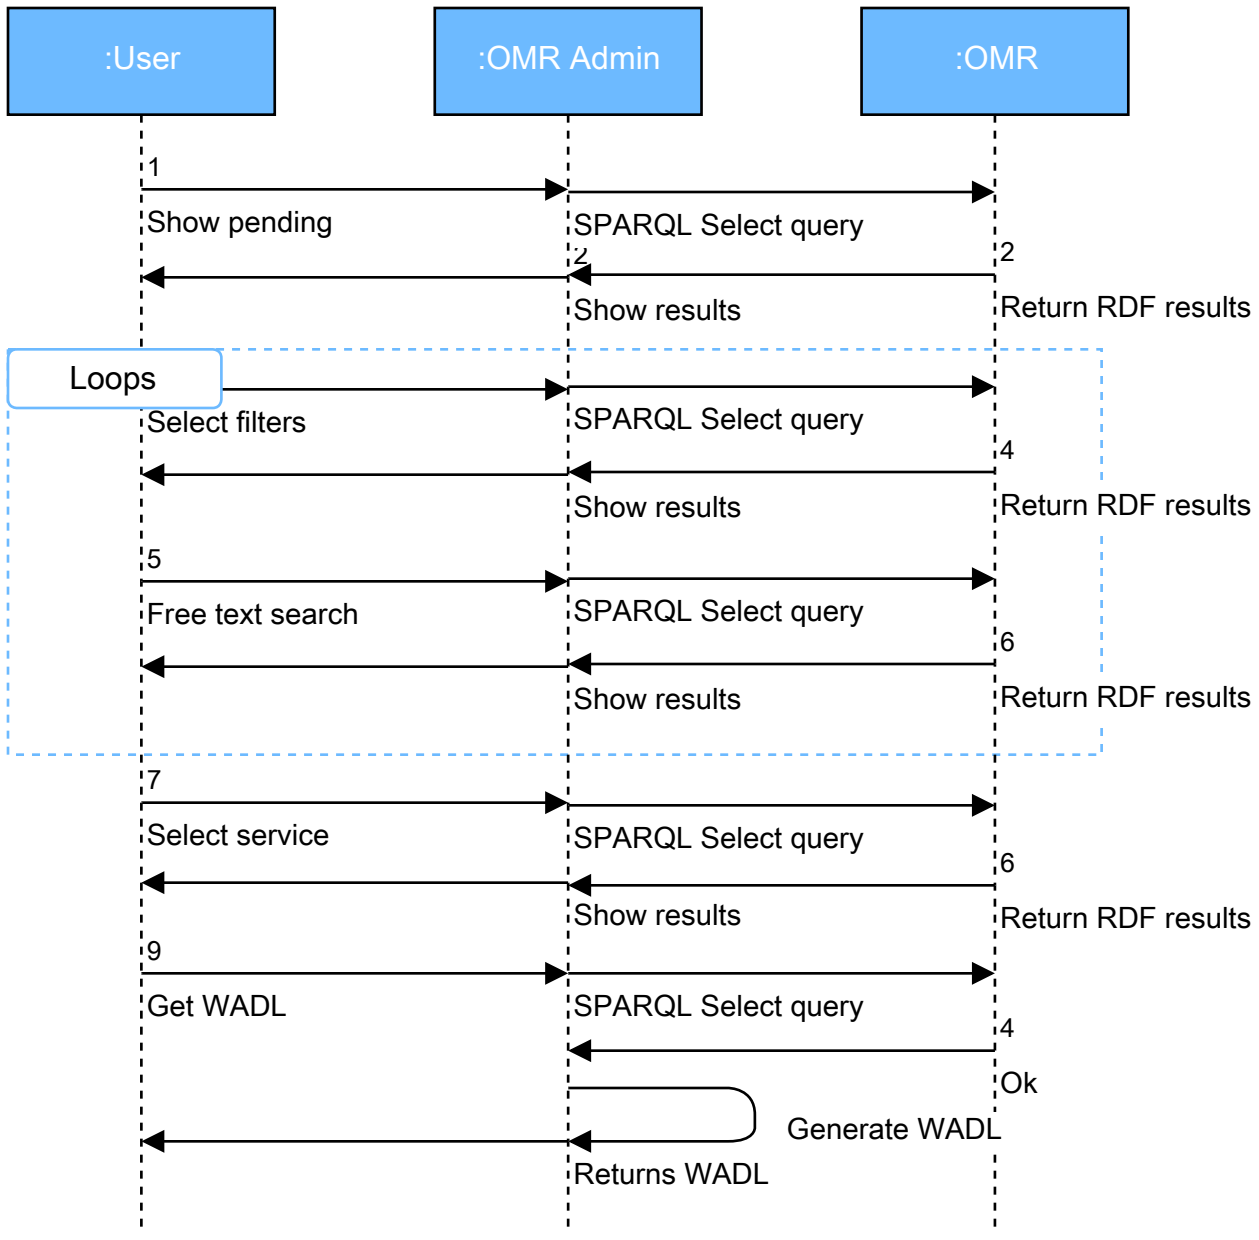 :User
:OMR Admin
:OMR
1
Show pending
SPARQL Select query
2
2
Show results
Return RDF results
Loops
Select filters
SPARQL Select query
4
Show results
Return RDF results
5
Free text search
SPARQL Select query
6
Show results
Return RDF results
7
Select service
SPARQL Select query
6
Show results
Return RDF results
9
Get WADL
SPARQL Select query
4
Ok
Generate WADL
Returns WADL